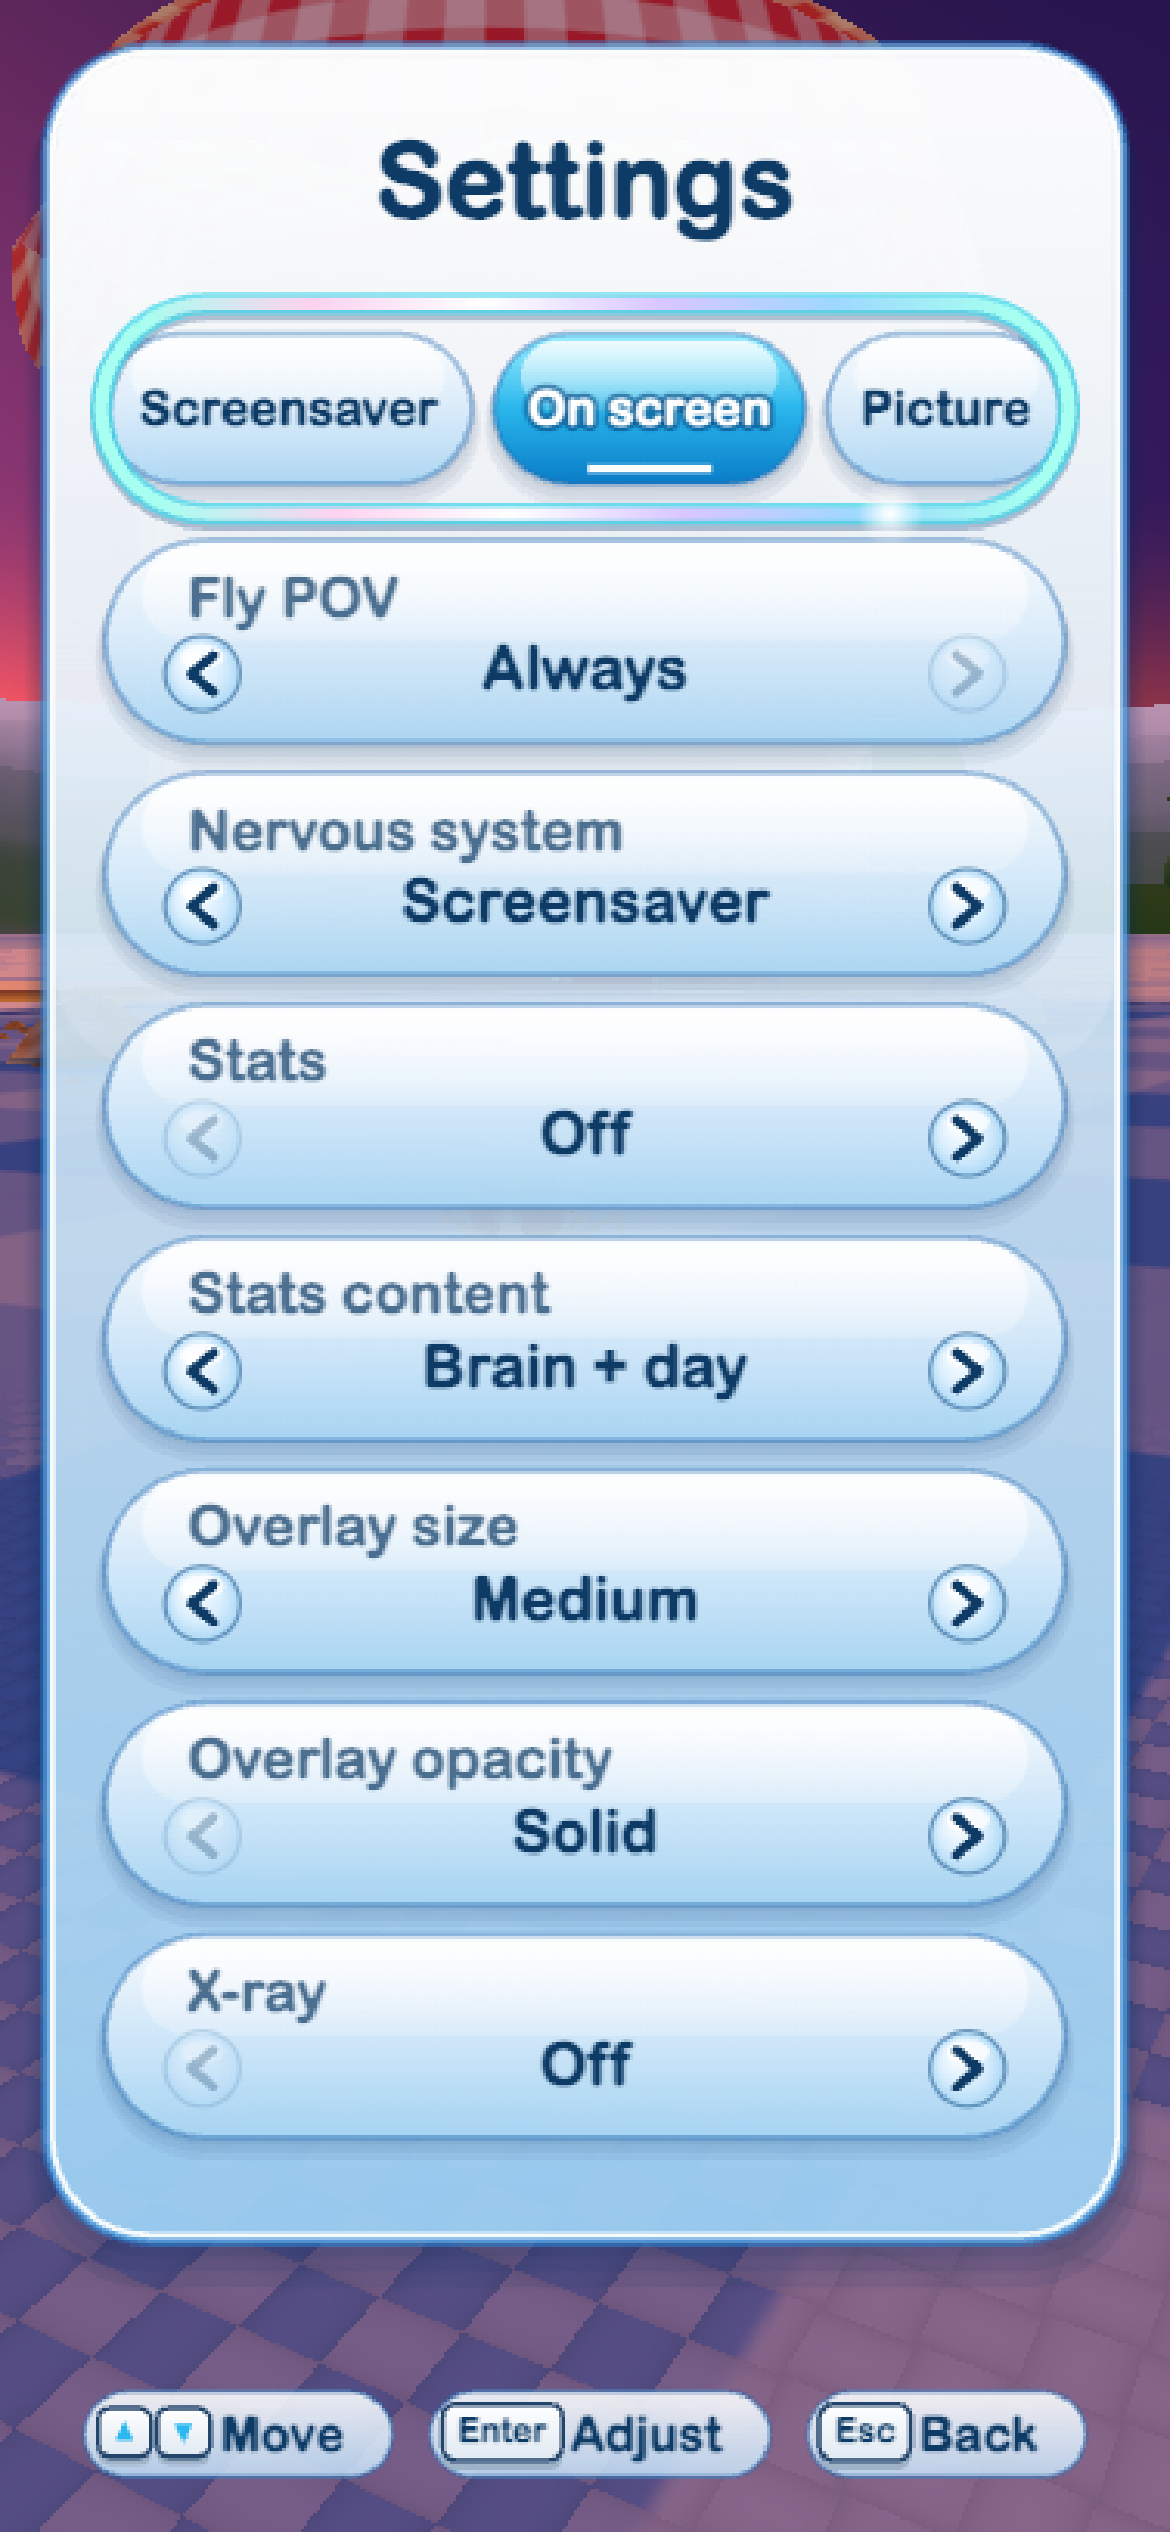 Settings
Screensaver On screen Picture
Fly POV
< Always >
Nervous system
< Screensaver >
Stats
< Off >
Stats content
< Brain + day >
Overlay size
< Medium >
Overlay opacity
< Solid >
X-ray
< Off >
▲ ▼ Move Enter Adjust Esc Back